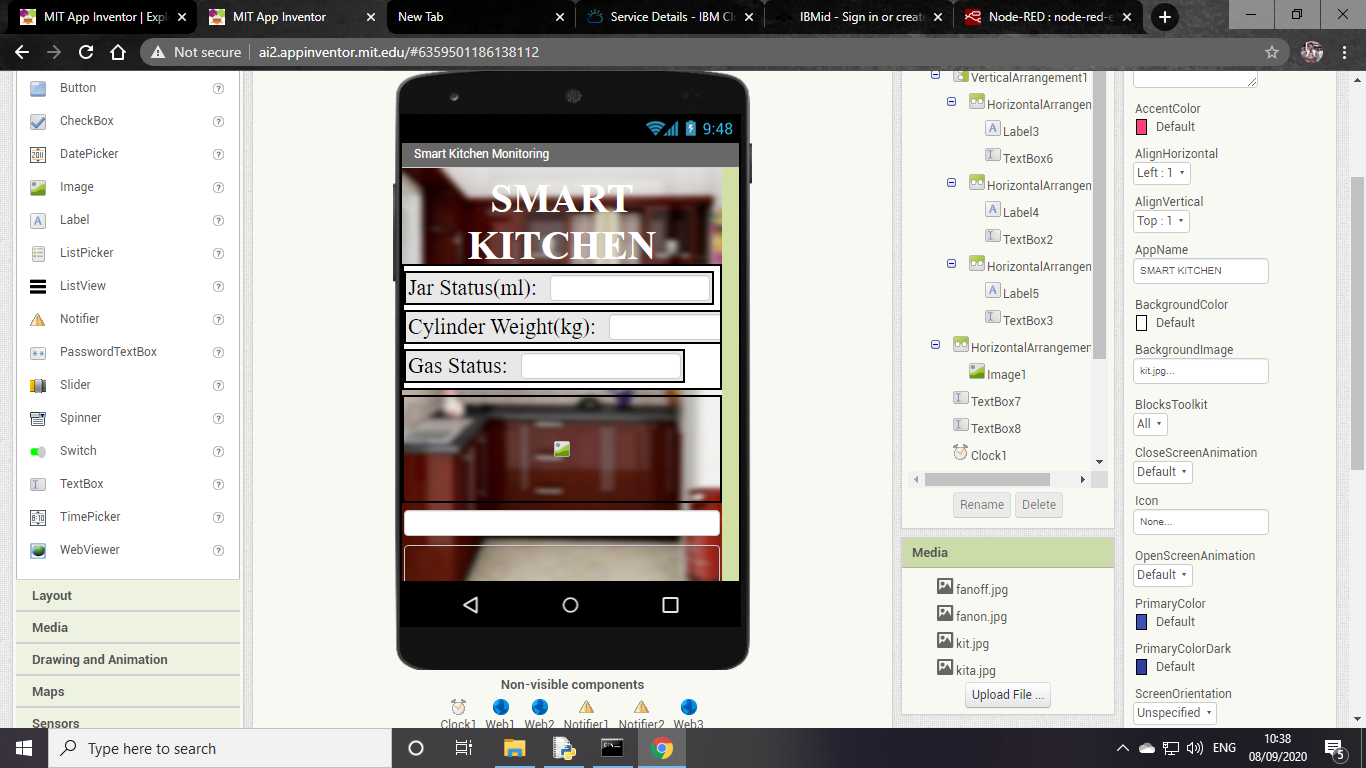 MIT App Inventor | Expl
MIT App Inventor
New Tab
Service Details - IBM Clo
IBMid - Sign in or create
Node-RED : node-red-e
Not secure
ai2.appinventor.mit.edu/#6359501186138112
Button
CheckBox
DatePicker
Image
Label
ListPicker
ListView
Notifier
PasswordTextBox
Slider
Spinner
Switch
TextBox
TimePicker
WebViewer
Layout
Media
Drawing and Animation
Maps
Sensors
9:48
Smart Kitchen Monitoring
SMART
KITCHEN
Jar Status(ml):
Cylinder Weight(kg):
Gas Status:
Non-visible components
Clock1 Web1 Web2 Notifier1 Notifier2 Web3
VerticalArrangement1
HorizontalArrangen
Label3
TextBox6
HorizontalArrangen
Label4
TextBox2
HorizontalArrangen
Label5
TextBox3
HorizontalArrangemen
Image1
TextBox7
TextBox8
Clock1
Rename Delete
Media
fanoff.jpg
fanon.jpg
kit.jpg
kita.jpg
Upload File ...
AccentColor
Default
AlignHorizontal
Left : 1
AlignVertical
Top : 1
AppName
SMART KITCHEN
BackgroundColor
Default
BackgroundImage
kit.jpg...
BlocksToolkit
All
CloseScreenAnimation
Default
Icon
None...
OpenScreenAnimation
Default
PrimaryColor
Default
PrimaryColorDark
Default
ScreenOrientation
Unspecified
Type here to search
ENG
10:38
08/09/2020
5